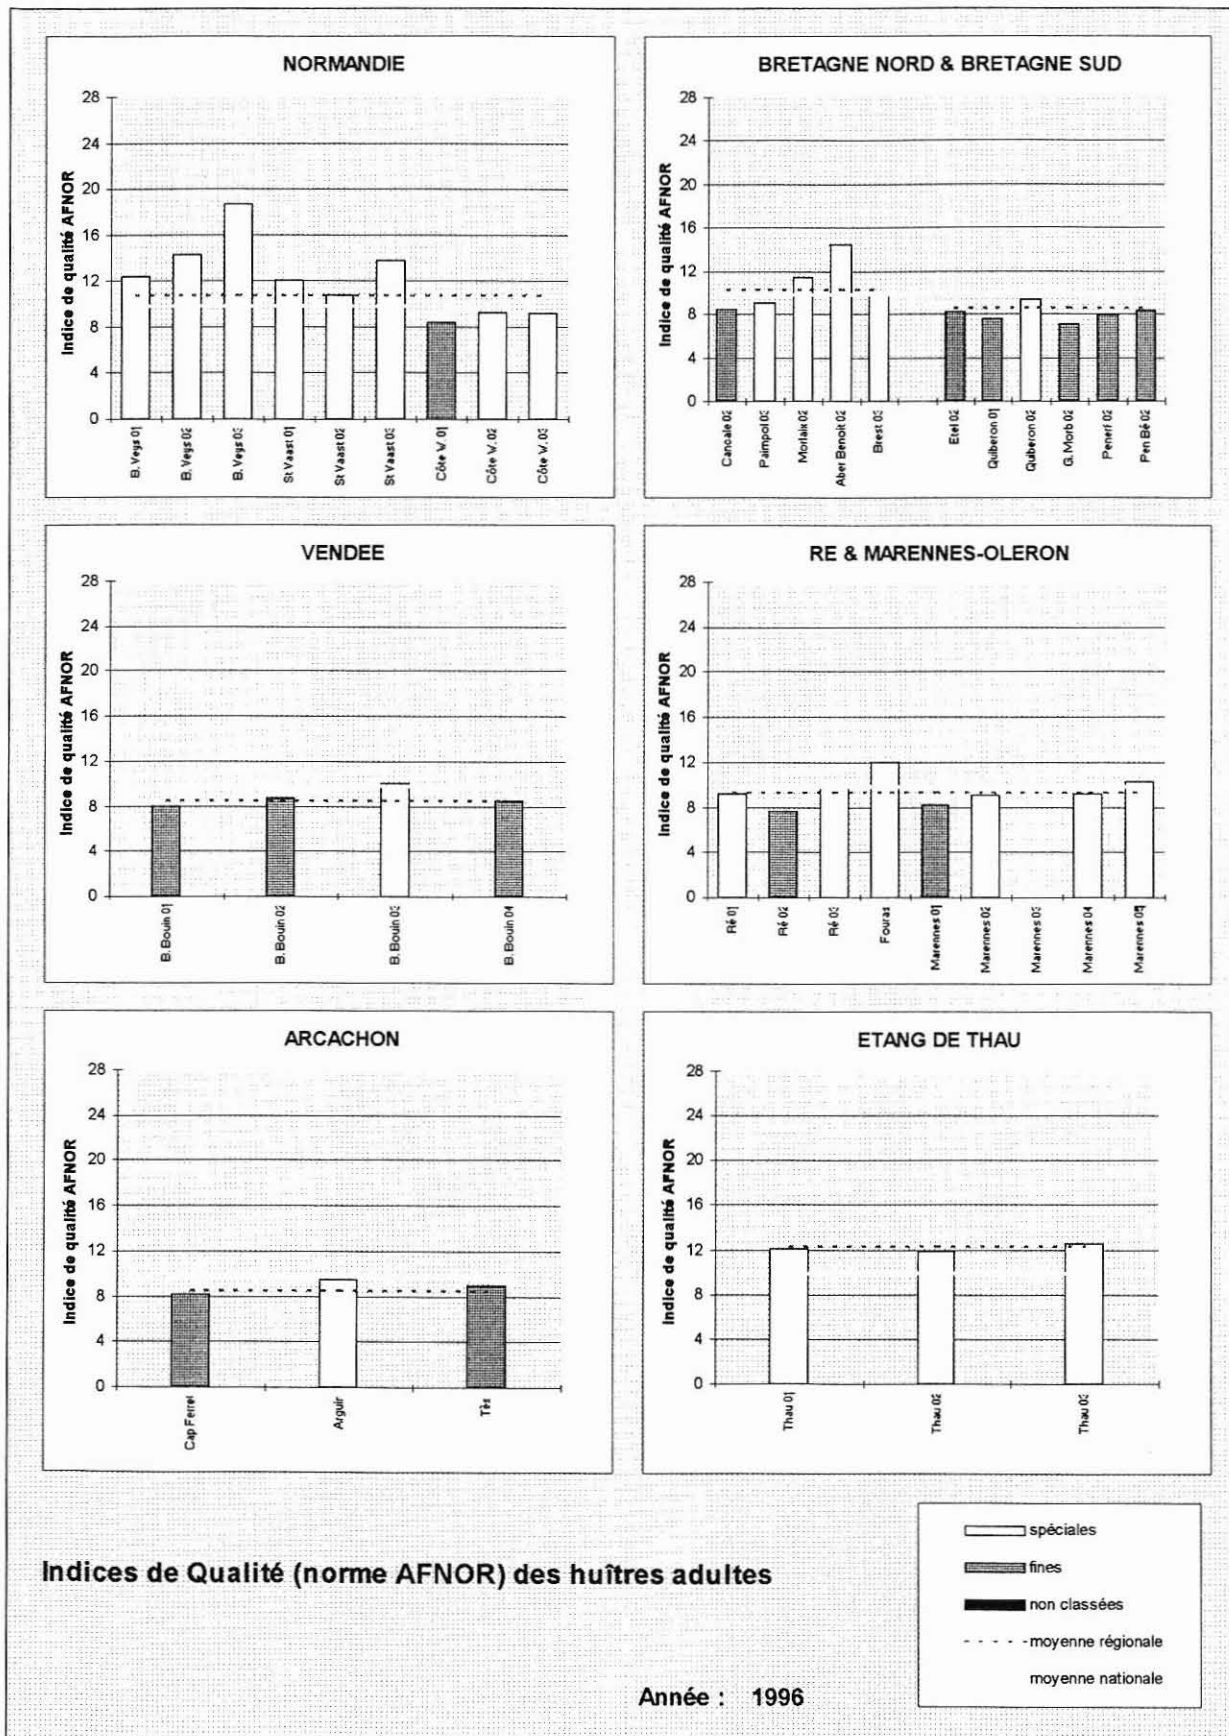 NORMANDIE
Indice de qualité AFNOR
28
24
20
16
12
8
4
0
B. Veys 01
B. Veys 02
B. Veys 03
St Vaast 01
St Vaast 02
St Vaast 03
Côte W. 01
Côte W. 02
Côte W. 03
BRETAGNE NORD & BRETAGNE SUD
Indice de qualité AFNOR
28
24
20
16
12
8
4
0
Cancale 02
Paimpol 03
Morlaix 02
Aber Benoit 02
Brest 03
Etel 02
Quiberon 01
Quiberon 02
G. Morb 02
Penerf 02
Pen Bé 02
VENDEE
Indice de qualité AFNOR
28
24
20
16
12
8
4
0
B. Bouin 01
B. Bouin 02
B. Bouin 03
B. Bouin 04
RE & MARENNES-OLERON
Indice de qualité AFNOR
28
24
20
16
12
8
4
0
Ré 01
Ré 02
Ré 03
Fouras
Marennes 01
Marennes 02
Marennes 03
Marennes 04
Marennes 05
ARCACHON
Indice de qualité AFNOR
28
24
20
16
12
8
4
0
Cap Ferret
Arguin
Tès
ETANG DE THAU
Indice de qualité AFNOR
28
24
20
16
12
8
4
0
Thau 01
Thau 02
Thau 03
Indices de Qualité (norme AFNOR) des huîtres adultes
Année : 1996
spéciales
fines
non classées
moyenne régionale
moyenne nationale